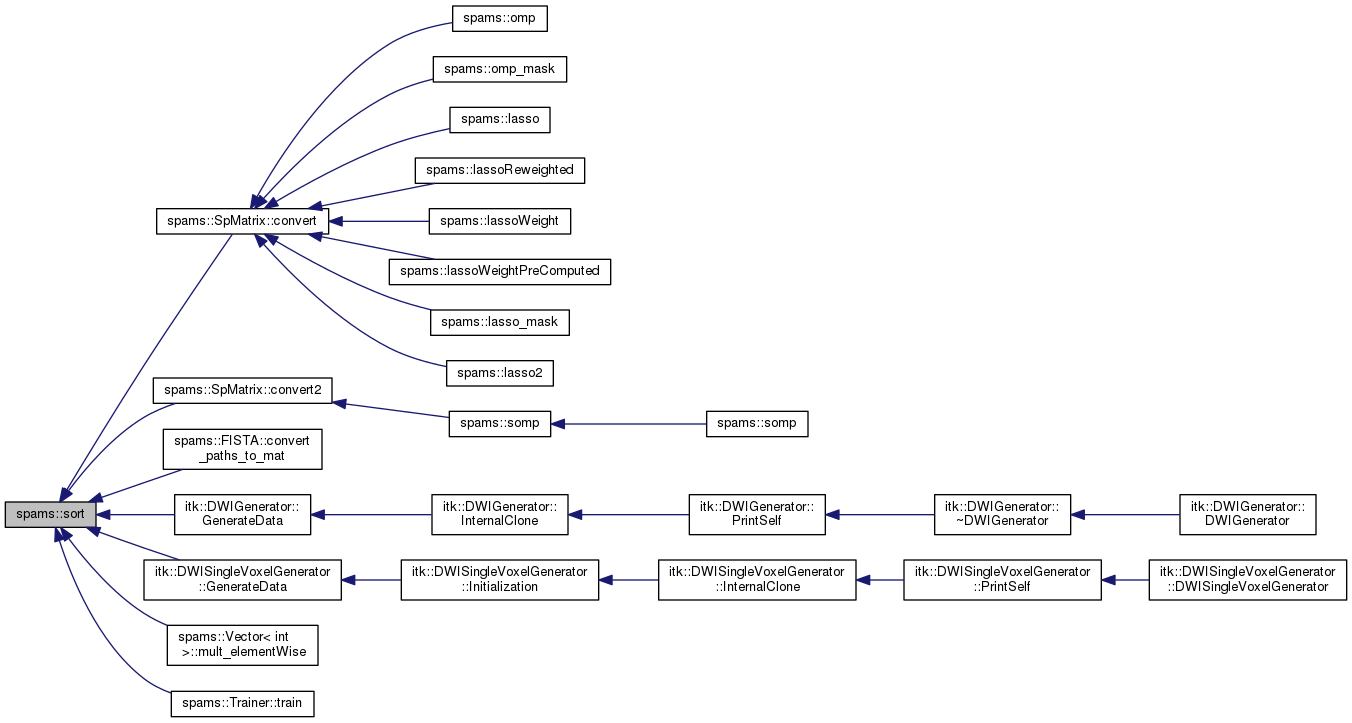 spams::omp
spams::omp_mask
spams::lasso
spams::lassoReweighted
spams::SpMatrix::convert
spams::lassoWeight
spams::lassoWeightPreComputed
spams::lasso_mask
spams::lasso2
spams::SpMatrix::convert2
spams::somp
spams::somp
spams::FISTA::convert
_paths_to_mat
spams::sort
itk::DWIGenerator::
GenerateData
itk::DWIGenerator::
InternalClone
itk::DWIGenerator::
PrintSelf
itk::DWIGenerator::
~DWIGenerator
itk::DWIGenerator::
DWIGenerator
itk::DWISingleVoxelGenerator
::GenerateData
itk::DWISingleVoxelGenerator
::Initialization
itk::DWISingleVoxelGenerator
::InternalClone
itk::DWISingleVoxelGenerator
::PrintSelf
itk::DWISingleVoxelGenerator
::DWISingleVoxelGenerator
spams::Vector< int
>::mult_elementWise
spams::Trainer::train